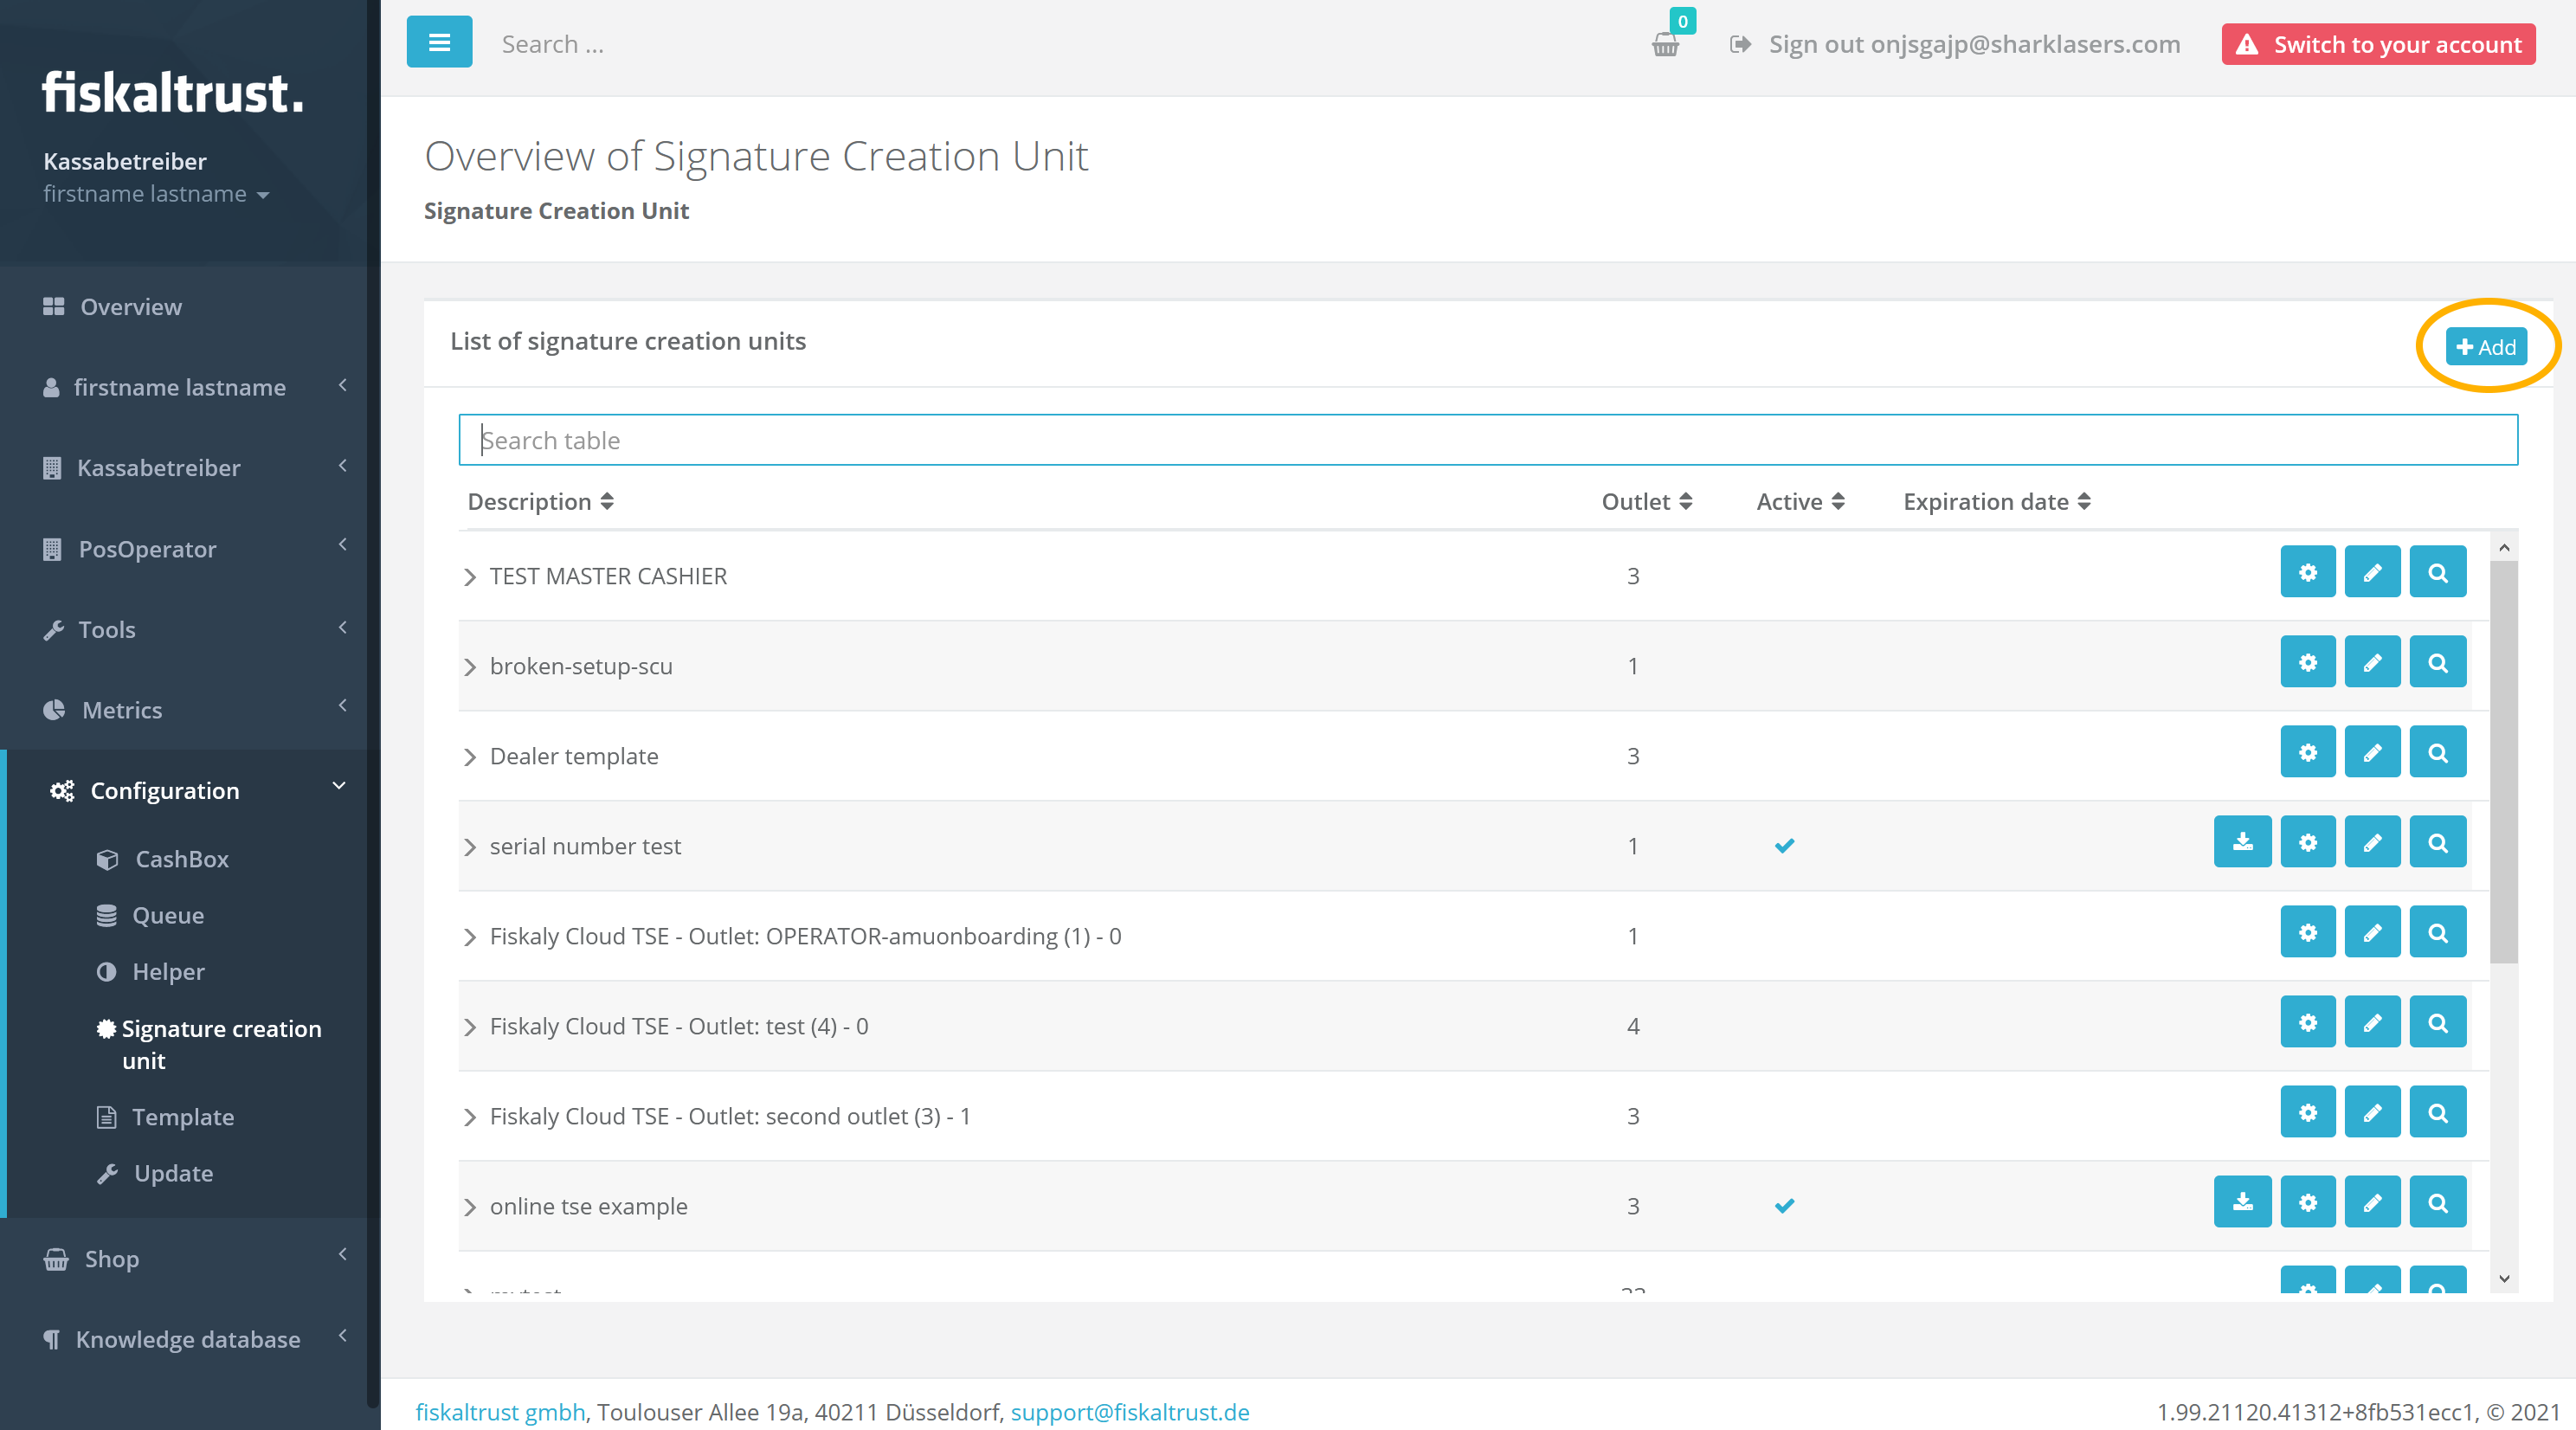 fiskaltrust.
Kassabetreiber
firstname lastname
Overview
firstname lastname
Kassabetreiber
PosOperator
Tools
Metrics
Configuration
CashBox
Queue
Helper
Signature creation
unit
Template
Update
Shop
Knowledge database
Search ...
0
Sign out onjsgajp@sharklasers.com
Switch to your account
Overview of Signature Creation Unit
Signature Creation Unit
List of signature creation units
Add
Search table
Description Outlet Active Expiration date
TEST MASTER CASHIER 3
broken-setup-scu 1
Dealer template 3
serial number test 1
Fiskaly Cloud TSE - Outlet: OPERATOR-amuonboarding (1) - 0 1
Fiskaly Cloud TSE - Outlet: test (4) - 0 4
Fiskaly Cloud TSE - Outlet: second outlet (3) - 1 3
online tse example 3
fiskaltrust gmbh, Toulouser Allee 19a, 40211 Düsseldorf, support@fiskaltrust.de
1.99.21120.41312+8fb531ecc1, © 2021